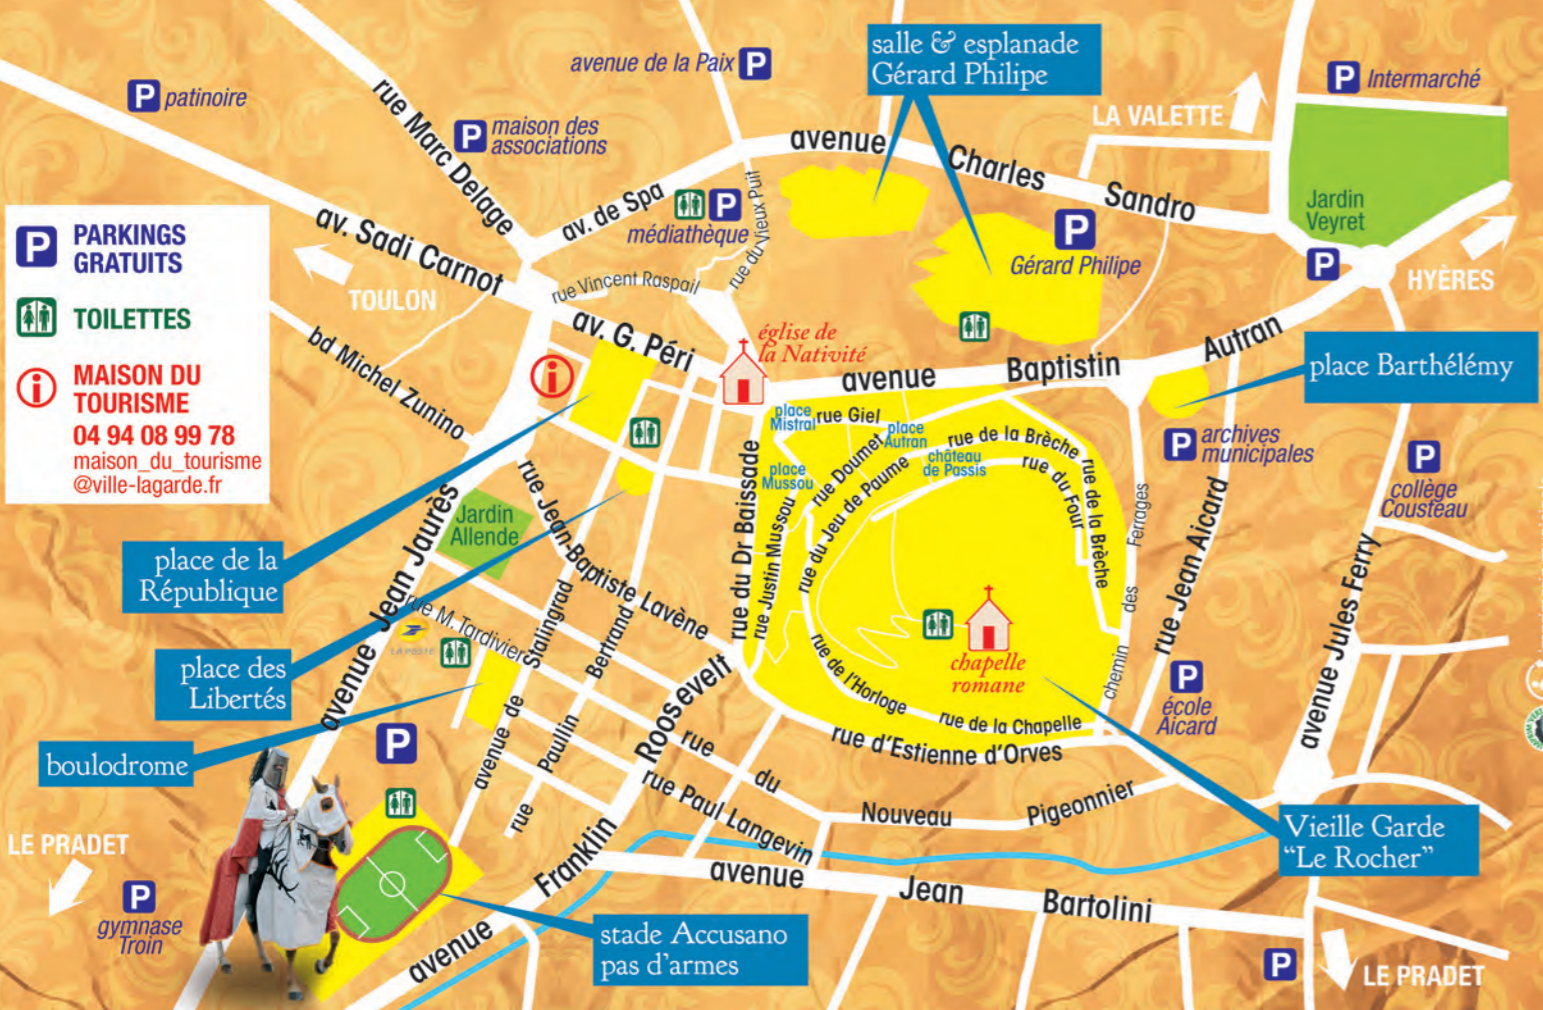 salle & esplanade
Gérard Philipe
avenue de la Paix P
P Intermarché
P patinoire
rue Marc Delage
P maison des
associations
LA VALETTE
avenue Charles Sandro
av. de Spa
P
médiathèque
rue du Vieux Puit
Jardin
Veyret
P
Gérard Philipe
P
HYÈRES
P PARKINGS
GRATUITS
TOILETTES
i MAISON DU
TOURISME
04 94 08 99 78
maison_du_tourisme
@ville-lagarde.fr
av. Sadi Carnot
TOULON
rue Vincent Raspail
bd Michel Zunino
av. G. Péri
i
église de
la Nativité
avenue Baptistin Autran
place Barthélémy
place
Mistral
rue Giel
place
Autran
rue Doumet
rue de la Brèche
château
de Passis
place
Mussou
rue du Jeu de Paume
rue du Four
rue de la Brèche
P archives
municipales
P
collège
Cousteau
rue du Dr Baissade
rue Justin Mussou
chemin des Ferrages
rue Jean Aicard
avenue Jules Ferry
Jardin
Allende
rue Jean-Baptiste Lavène
avenue Jean Jaurès
place de la
République
rue M. Tardivier
LA POSTE
place des
Libertés
avenue de Stalingrad
rue Paullin Bertrand
boulodrome
P
chapelle
romane
rue de l'Horloge
rue de la Chapelle
rue d'Estienne d'Orves
P
école
Aicard
avenue Franklin Roosevelt
rue du Nouveau Pigeonnier
rue Paul Langevin
Vieille Garde
“Le Rocher”
LE PRADET
P
gymnase
Troin
avenue Jean Bartolini
stade Accusano
pas d'armes
P
LE PRADET